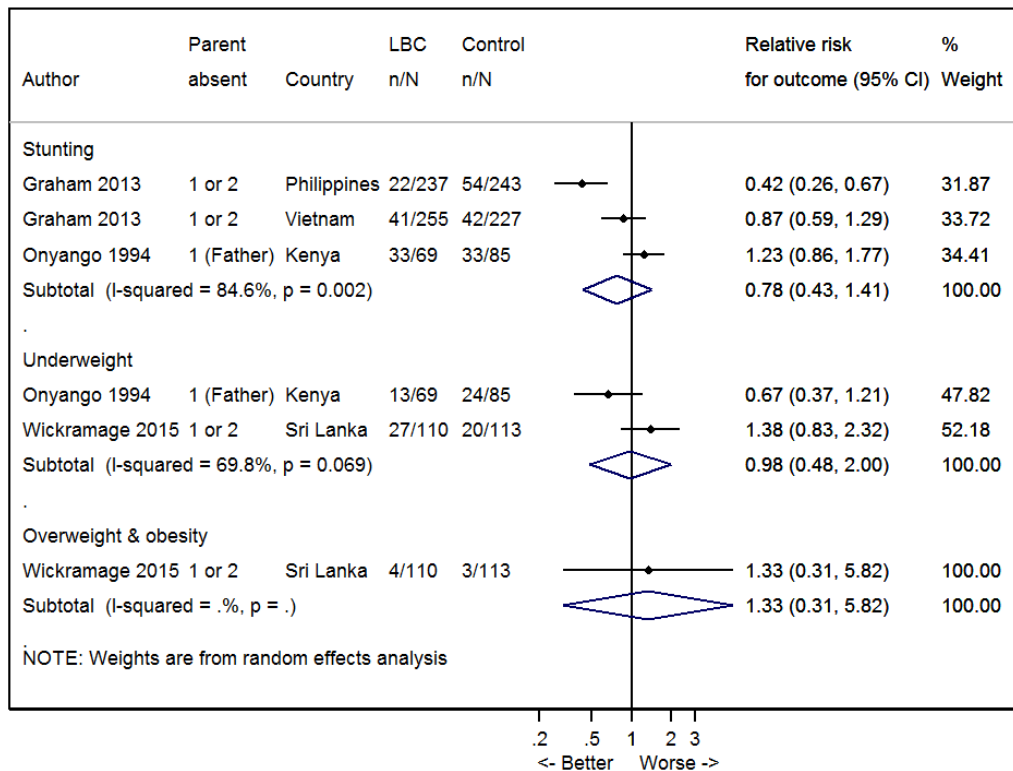 Parent LBC Control Relative risk %
Author absent Country n/N n/N for outcome (95% CI) Weight
Stunting
Graham 2013 1 or 2 Philippines 22/237 54/243 0.42 (0.26, 0.67) 31.87
Graham 2013 1 or 2 Vietnam 41/255 42/227 0.87 (0.59, 1.29) 33.72
Onyango 1994 1 (Father) Kenya 33/69 33/85 1.23 (0.86, 1.77) 34.41
Subtotal (I-squared = 84.6%, p = 0.002) 0.78 (0.43, 1.41) 100.00
.
Underweight
Onyango 1994 1 (Father) Kenya 13/69 24/85 0.67 (0.37, 1.21) 47.82
Wickramage 2015 1 or 2 Sri Lanka 27/110 20/113 1.38 (0.83, 2.32) 52.18
Subtotal (I-squared = 69.8%, p = 0.069) 0.98 (0.48, 2.00) 100.00
.
Overweight & obesity
Wickramage 2015 1 or 2 Sri Lanka 4/110 3/113 1.33 (0.31, 5.82) 100.00
Subtotal (I-squared = .%, p = .) 1.33 (0.31, 5.82) 100.00
.
NOTE: Weights are from random effects analysis
.2 .5 1 2 3
<- Better Worse ->